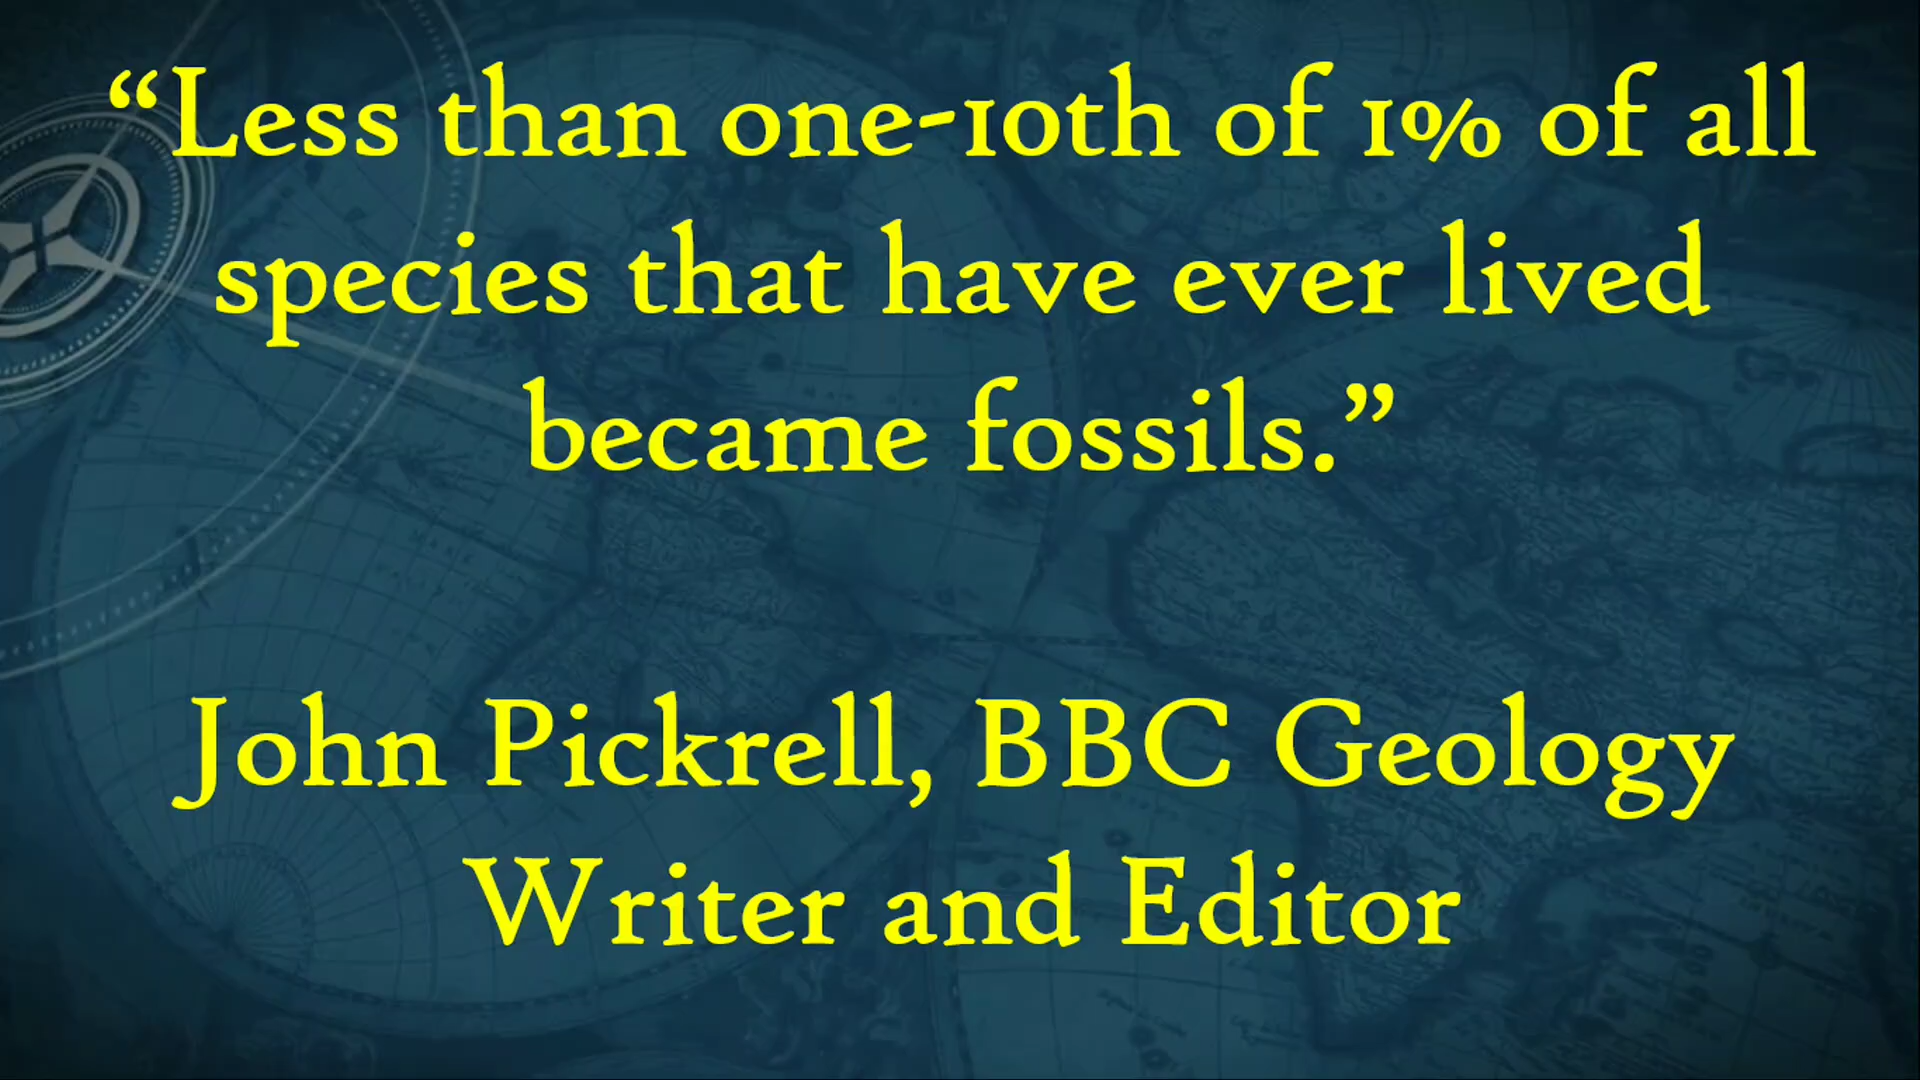 “Less than one-10th of 1% of all
species that have ever lived
became fossils.”
John Pickrell, BBC Geology
Writer and Editor